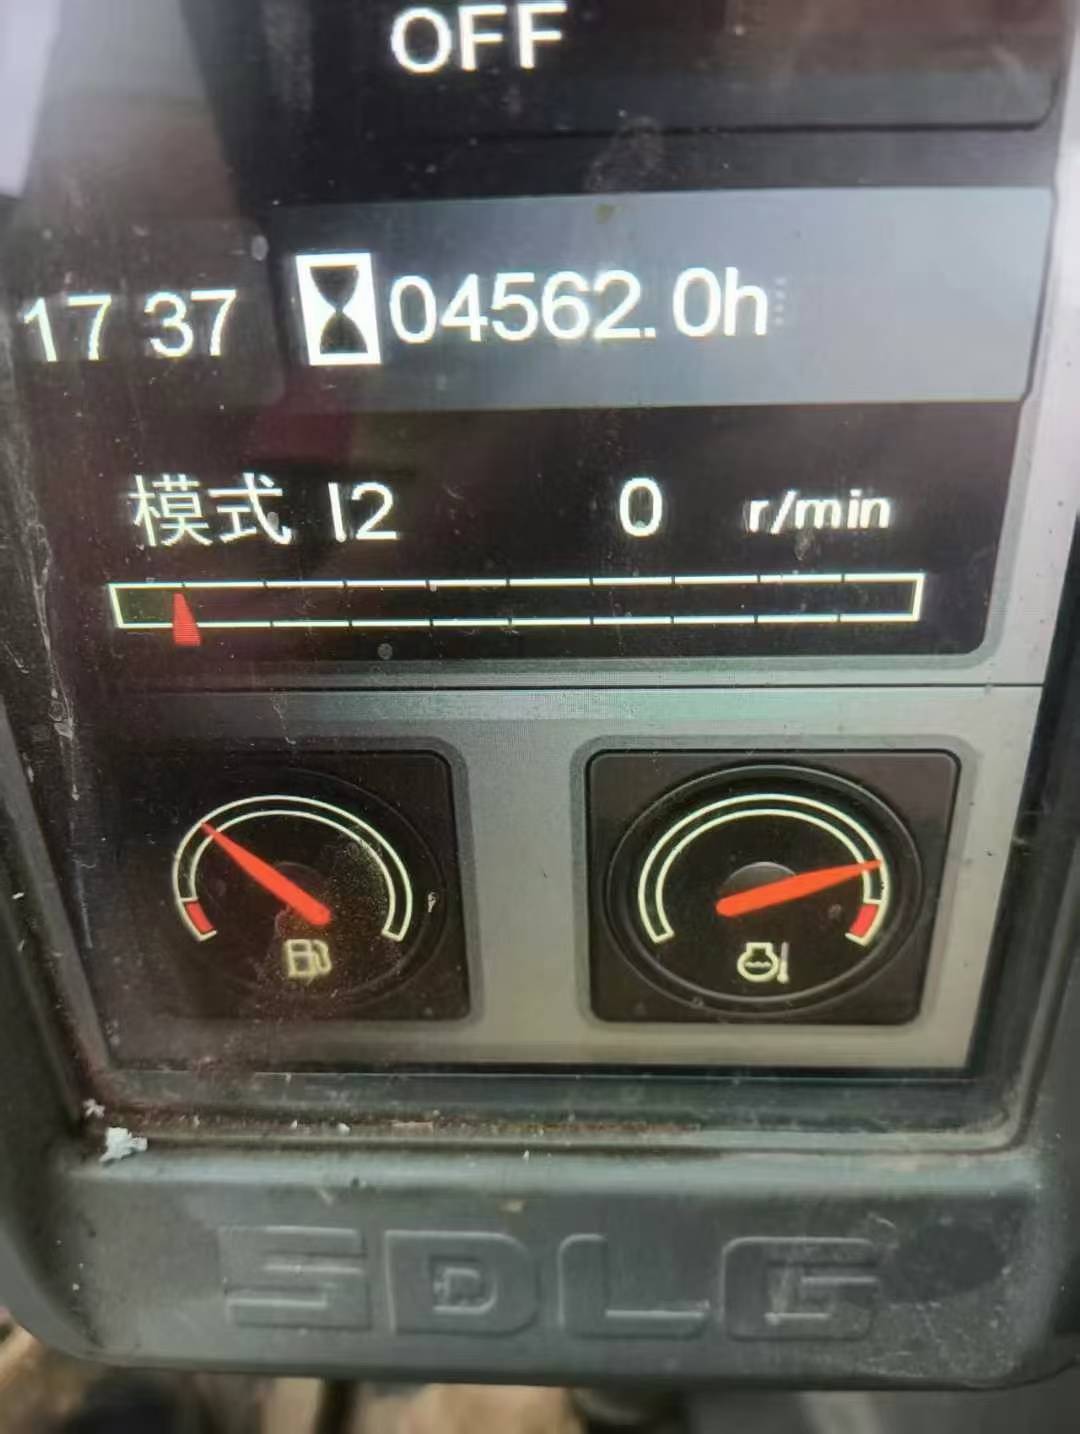 OFF
17 37 04562.0h
模式 I2 0 r/min
SDLG